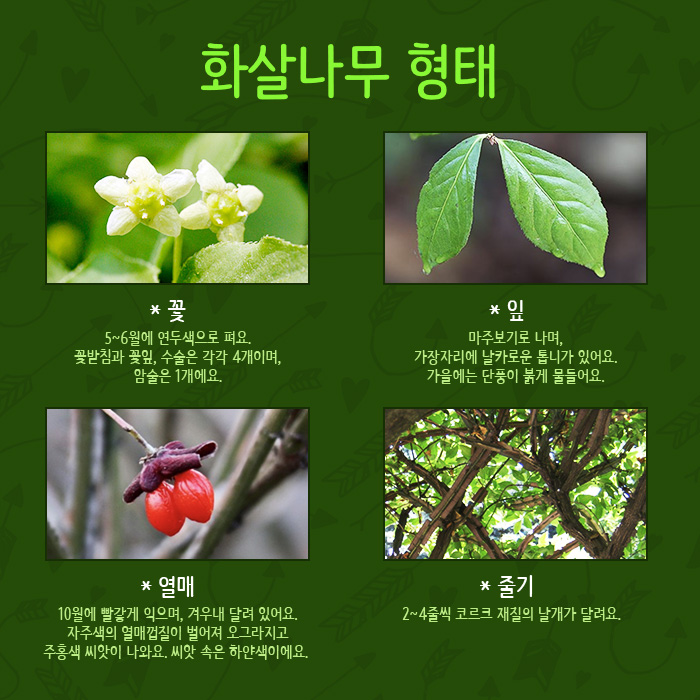 화살나무 형태
* 꽃
5~6월에 연두색으로 펴요.
꽃받침과 꽃잎, 수술은 각각 4개이며,
암술은 1개에요.
* 잎
마주보기로 나며,
가장자리에 날카로운 톱니가 있어요.
가을에는 단풍이 붉게 물들어요.
* 열매
10월에 빨갛게 익으며, 겨우내 달려 있어요.
자주색의 열매껍질이 벌어져 오그라지고
주홍색 씨앗이 나와요. 씨앗 속은 하얀색이에요.
* 줄기
2~4줄씩 코르크 재질의 날개가 달려요.